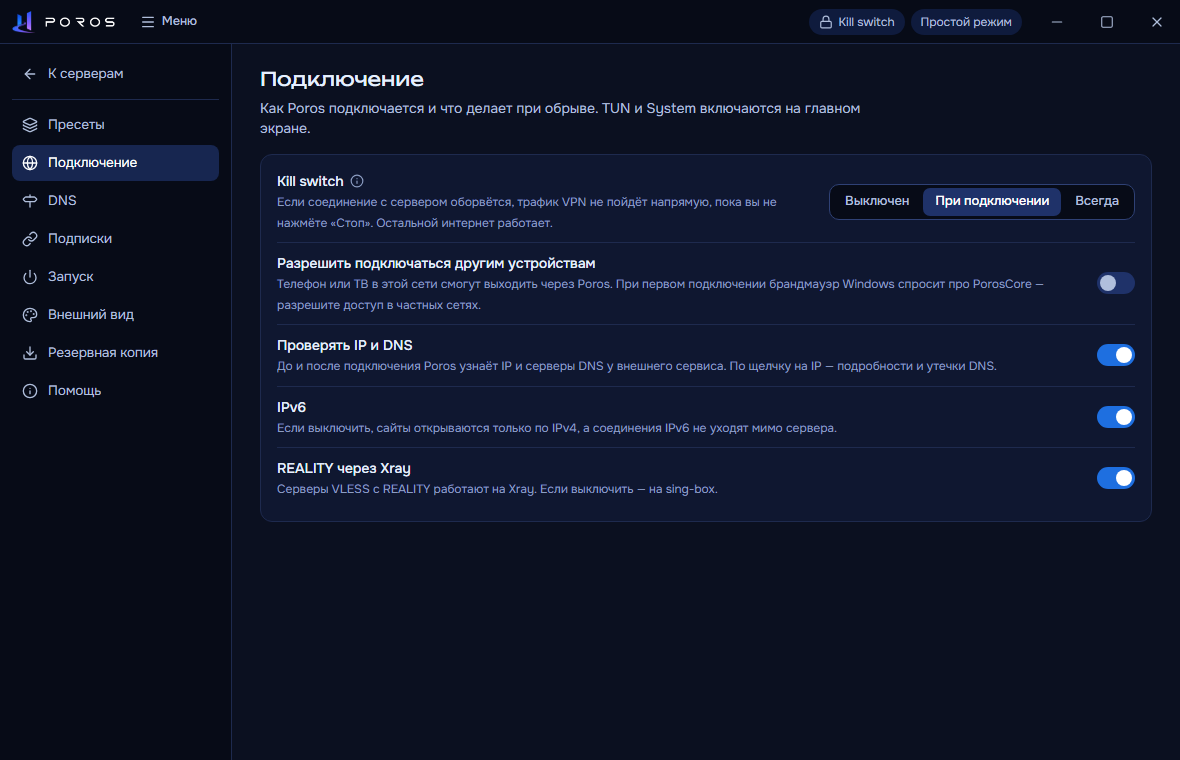 POROS
Меню
Kill switch
Простой режим
К серверам
Пресеты
Подключение
DNS
Подписки
Запуск
Внешний вид
Резервная копия
Помощь
Подключение
Как Poros подключается и что делает при обрыве. TUN и System включаются на главном
экране.
Kill switch
Если соединение с сервером оборвётся, трафик VPN не пойдёт напрямую, пока вы не
нажмёте «Стоп». Остальной интернет работает.
Выключен
При подключении
Всегда
Разрешить подключаться другим устройствам
Телефон или ТВ в этой сети смогут выходить через Poros. При первом подключении брандмауэр Windows спросит про PorosCore —
разрешите доступ в частных сетях.
Проверять IP и DNS
До и после подключения Poros узнаёт IP и серверы DNS у внешнего сервиса. По щелчку на IP — подробности и утечки DNS.
IPv6
Если выключить, сайты открываются только по IPv4, а соединения IPv6 не уходят мимо сервера.
REALITY через Xray
Серверы VLESS с REALITY работают на Xray. Если выключить — на sing-box.